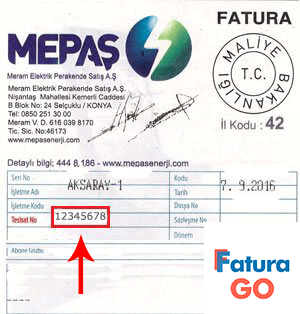 FATURA
MEPAŞ
Meram Elektrik Perakende Satış A.Ş
Meram Elektrik Perakende Satış A.Ş.
Nişantaş Mahallesi Kemerli Caddesi
B Blok No: 24 Selçuklu / KONYA
Tel: 0850 251 30 00
Meram V. D. 616 039 8170
Tic. Sic. No:46173
www.mepasenerji.com.tr
MALİYE BAKANLIĞI
T.C.
İl Kodu : 42
Detaylı bilgi; 444 8 186 - www.mepasenerji.com
Seri No
Kodu
İşletme Adı
AKSARAY-1
Tarih
7. 9.2016
İşletme Kodu
Dosya No
Tesisat No
12345678
Sözleşme No
Dönem
Abone Grubu
Fatura
GO